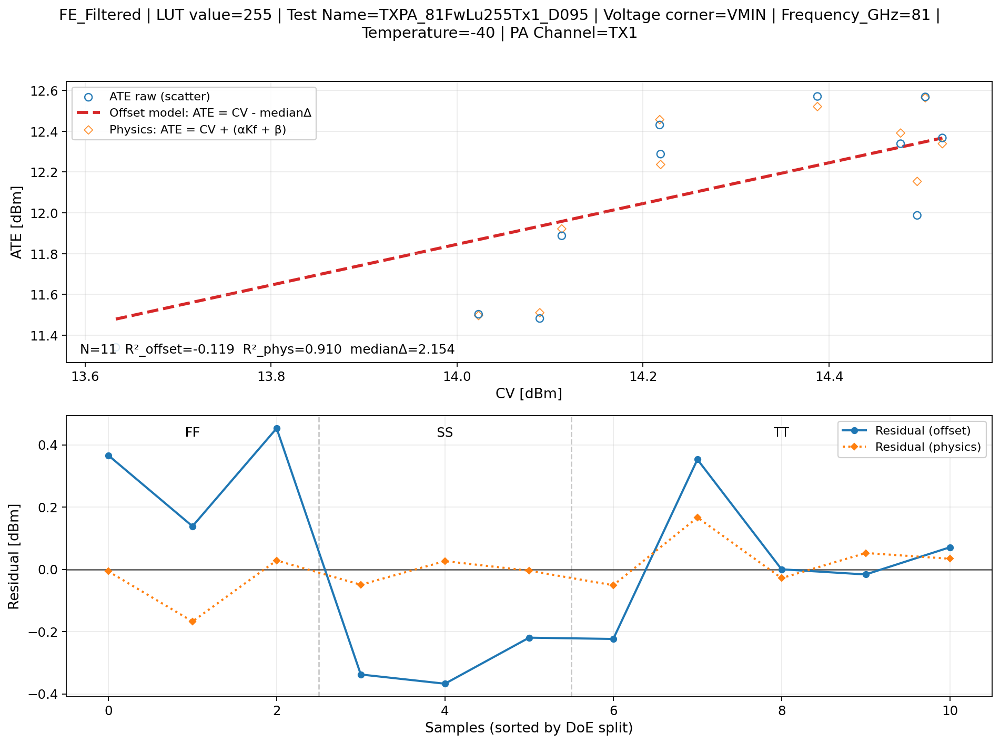 FE_Filtered | LUT value=255 | Test Name=TXPA_81FwLu255Tx1_D095 | Voltage corner=VMIN | Frequency_GHz=81 |
Temperature=-40 | PA Channel=TX1
12.6
12.4
12.2
12.0
11.8
11.6
11.4
ATE [dBm]
ATE raw (scatter)
Offset model: ATE = CV - medianΔ
Physics: ATE = CV + (αKf + β)
N=11 R²_offset=-0.119 R²_phys=0.910 medianΔ=2.154
13.6 13.8 14.0 14.2 14.4
CV [dBm]
0.4
0.2
0.0
−0.2
−0.4
Residual [dBm]
FF SS TT
Residual (offset)
Residual (physics)
0 2 4 6 8 10
Samples (sorted by DoE split)